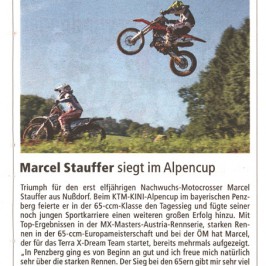 Marcel Stauffer siegt im Alpencup
Triumph für den erst elfjährigen Nachwuchs-Motocrosser Marcel
Stauffer aus Nußdorf. Beim KTM-KINI-Alpencup im bayerischen Penz-
berg feierte er in der 65-ccm-Klasse den Tagessieg und fügte seiner
noch jungen Sportkarriere einen weiteren großen Erfolg hinzu. Mit
Top-Ergebnissen in der MX-Masters-Austria-Rennserie, starken Ren-
nen in der 65-ccm-Europameisterschaft und bei der ÖM hat Marcel,
der für das Terra X-Dream Team startet, bereits mehrmals aufgezeigt.
„In Penzberg ging es von Beginn an gut und ich freue mich natürlich
sehr über die starken Rennen. Der Sieg bei den 65ern gibt mir sehr viel